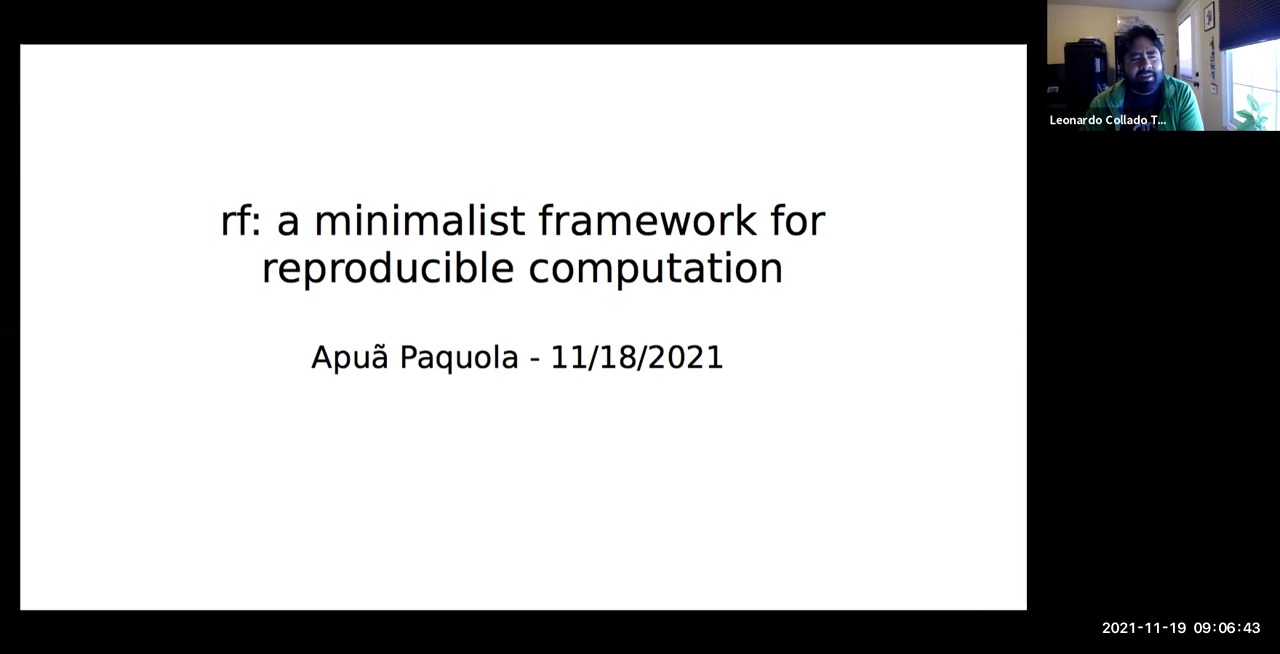 rf: a minimalist framework for
reproducible computation
Apuã Paquola - 11/18/2021
Leonardo Collado T...
2021-11-19 09:06:43